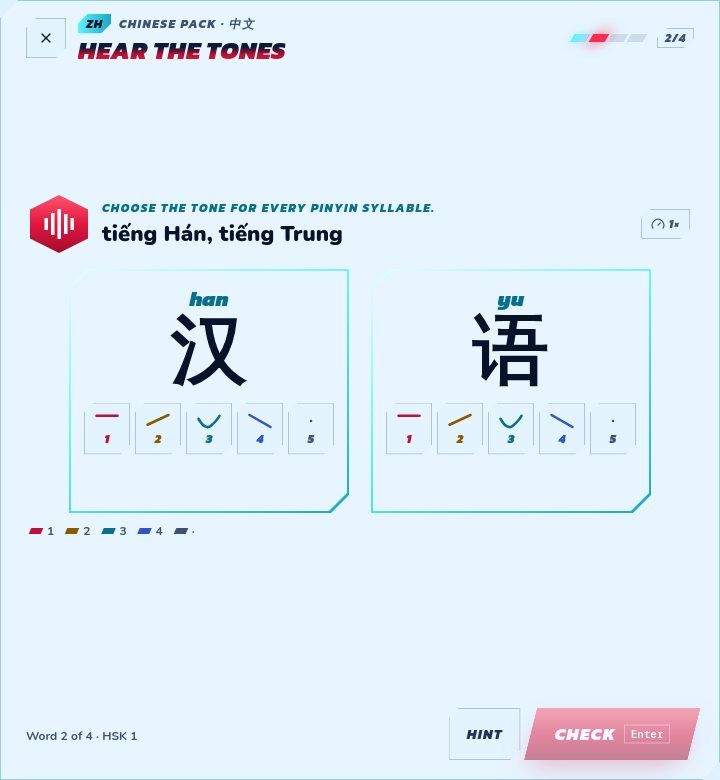 ZH CHINESE PACK · 中文
HEAR THE TONES
2/4
CHOOSE THE TONE FOR EVERY PINYIN SYLLABLE.
tiếng Hán, tiếng Trung
1×
han
汉
1 2 3 4 5
yu
语
1 2 3 4 5
1 2 3 4 ·
Word 2 of 4 · HSK 1
HINT
CHECK Enter